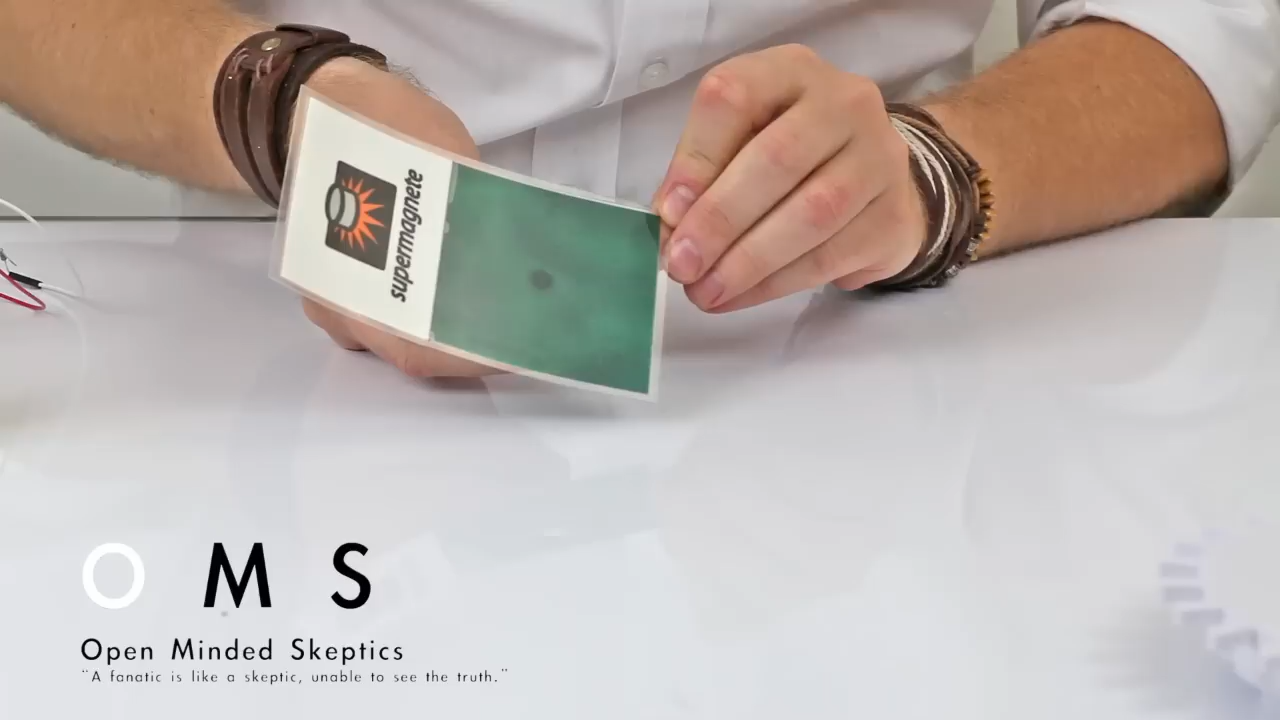 supermagnete
O M S
Open Minded Skeptics
"A fanatic is like a skeptic, unable to see the truth."